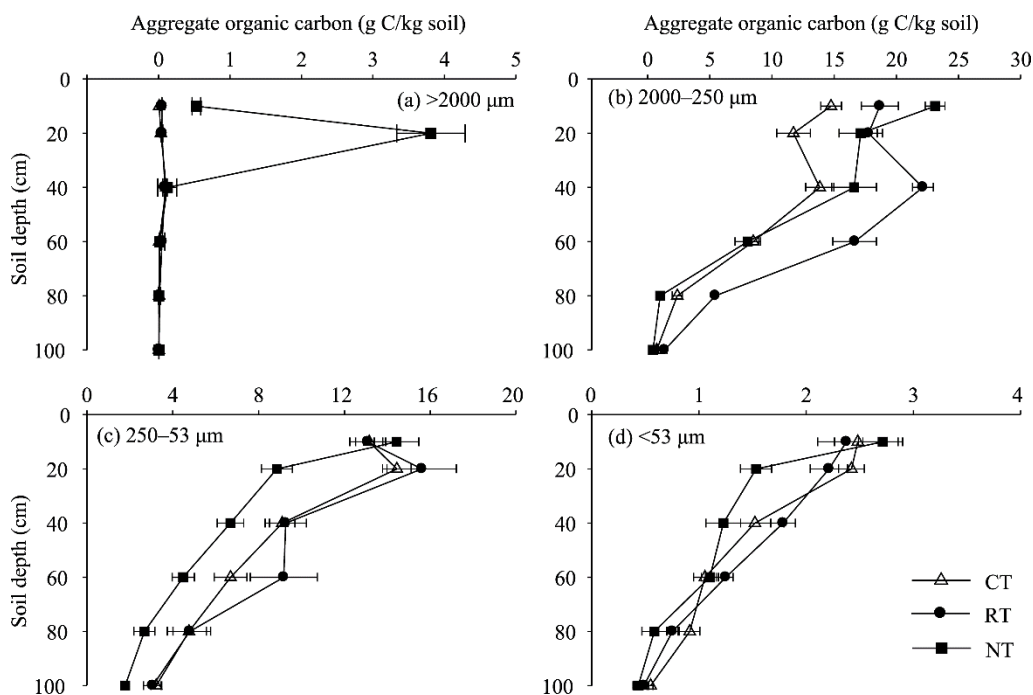 Aggregate organic carbon (g C/kg soil) Aggregate organic carbon (g C/kg soil)
0 1 2 3 4 5 0 5 10 15 20 25 30
0
20
40
60
80
100
Soil depth (cm)
(a) >2000 μm
0
20
40
60
80
100
(b) 2000–250 μm
0 4 8 12 16 20 0 1 2 3 4
0
20
40
60
80
100
Soil depth (cm)
(c) 250–53 μm
0
20
40
60
80
100
(d) <53 μm
CT
RT
NT